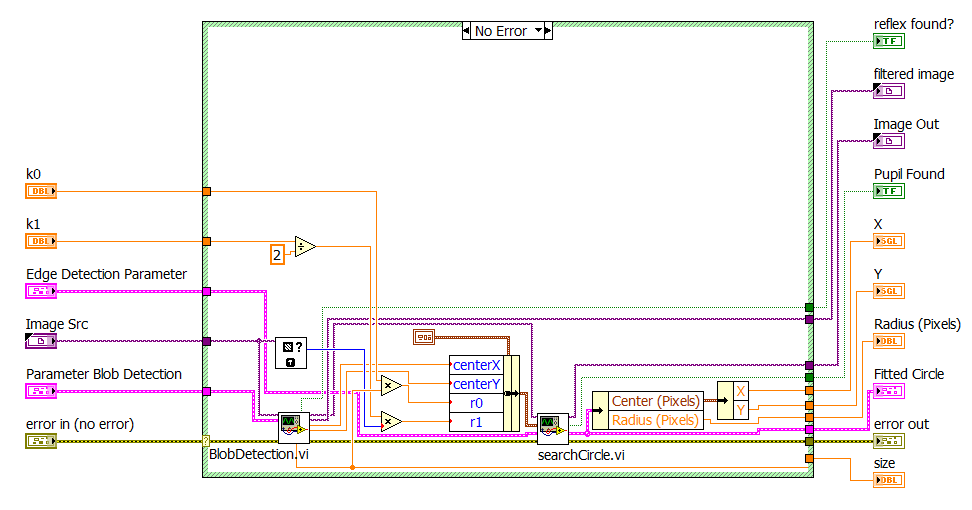 reflex found?
TF
No Error
filtered image
Image Out
k0
DBL
Pupil Found
TF
k1
DBL
X
SGL
2
÷
Edge Detection Parameter
Y
SGL
Image Src
?
Radius (Pixels)
DBL
centerX
Parameter Blob Detection
centerY
Fitted Circle
x
r0
Center (Pixels)
X
Y
r1
Radius (Pixels)
x
error in (no error)
error out
?
BlobDetection.vi
searchCircle.vi
size
DBL